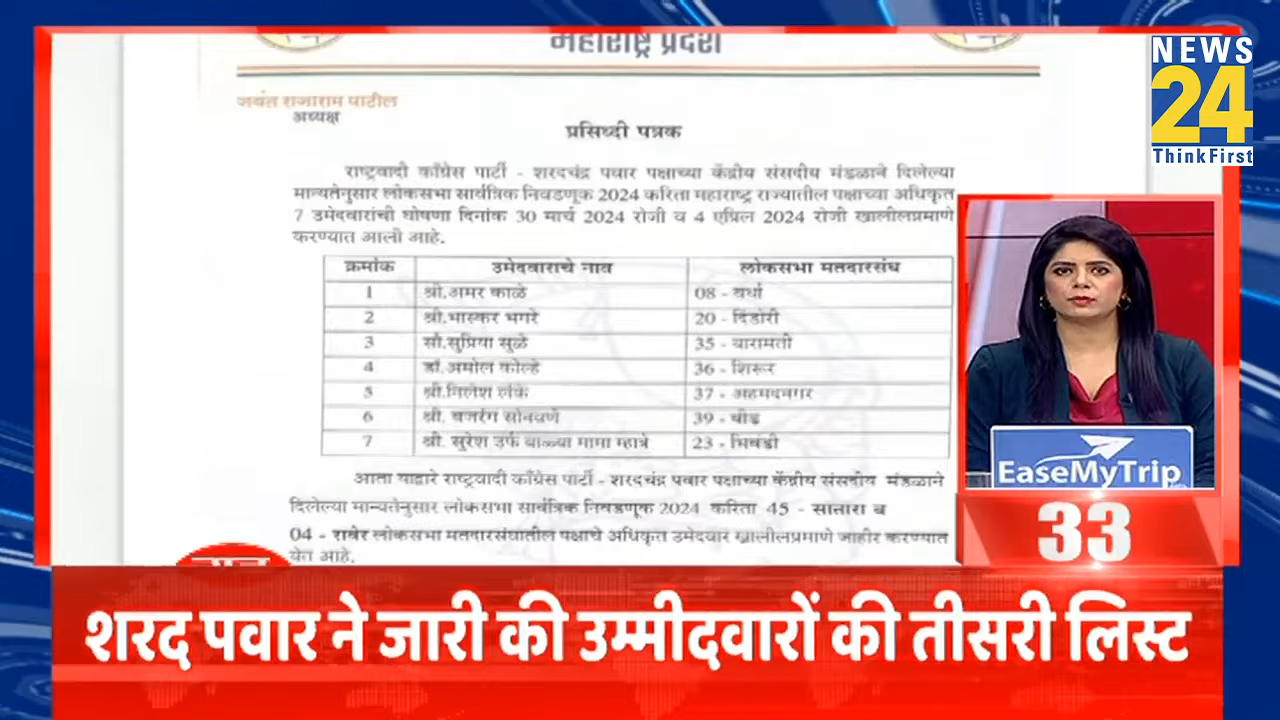 महाराष्ट्र प्रदेश
NEWS
24
ThinkFirst
जयंत राजाराम पाटील
अध्यक्ष
प्रसिध्दी पत्रक
राष्ट्रवादी काँग्रेस पार्टी - शरदचंद्र पवार पक्षाच्या केंद्रीय संसदीय मंडळाने दिलेल्या
मान्यतेनुसार लोकसभा सार्वत्रिक निवडणूक 2024 करिता महाराष्ट्र राज्यातील पक्षाच्या अधिकृत
7 उमेदवारांची घोषणा दिनांक 30 मार्च 2024 रोजी व 4 एप्रिल 2024 रोजी खालीलप्रमाणे
करण्यात आली आहे.
क्रमांक उमेदवाराचे नाव लोकसभा मतदारसंघ
1 श्री.अमर काळे 08 - वर्धा
2 श्री.भास्कर भगरे 20 - दिंडोरी
3 सौ.सुप्रिया सुळे 35 - बारामती
4 डॉ.अमोल कोल्हे 36 - शिरूर
5 श्री.निलेश लंके 37 - अहमदनगर
6 श्री. बजरंग सोनवणे 39 - बीड
7 श्री. सुरेश उर्फ बाळ्या मामा म्हात्रे 23 - भिवंडी
आता याद्वारे राष्ट्रवादी काँग्रेस पार्टी - शरदचंद्र पवार पक्षाच्या केंद्रीय संसदीय मंडळाने
दिलेल्या मान्यतेनुसार लोकसभा सार्वत्रिक निवडणूक 2024 करिता 45 - सातारा व
04 - रावेर लोकसभा मतदारसंघातील पक्षाचे अधिकृत उमेदवार खालीलप्रमाणे जाहीर करण्यात
येत आहे.
EaseMyTrip
33
शरद पवार ने जारी की उम्मीदवारों की तीसरी लिस्ट